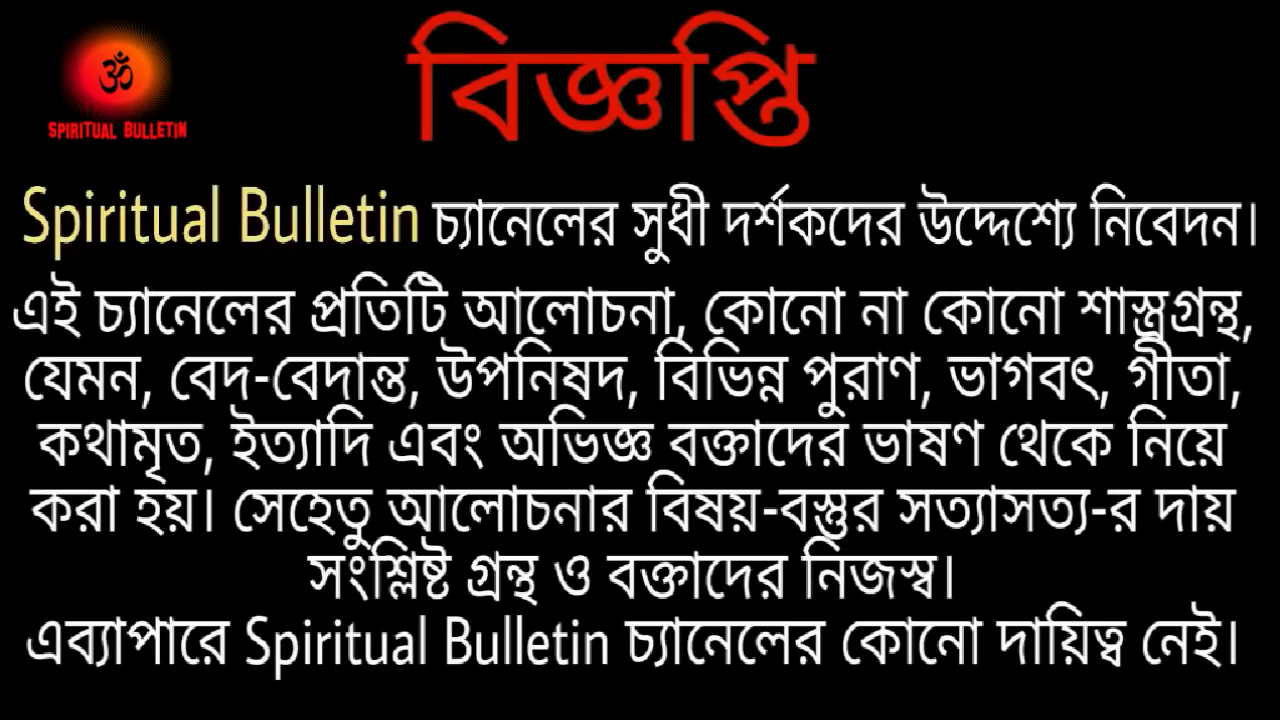 ॐ
SPIRITUAL BULLETIN
বিজ্ঞপ্তি
Spiritual Bulletin চ্যানেলের সুধী দর্শকদের উদ্দেশ্যে নিবেদন।
এই চ্যানেলের প্রতিটি আলোচনা, কোনো না কোনো শাস্ত্রগ্রন্থ,
যেমন, বেদ-বেদান্ত, উপনিষদ, বিভিন্ন পুরাণ, ভাগবৎ, গীতা,
কথামৃত, ইত্যাদি এবং অভিজ্ঞ বক্তাদের ভাষণ থেকে নিয়ে
করা হয়। সেহেতু আলোচনার বিষয়-বস্তুর সত্যাসত্য-র দায়
সংশ্লিষ্ট গ্রন্থ ও বক্তাদের নিজস্ব।
এব্যাপারে Spiritual Bulletin চ্যানেলের কোনো দায়িত্ব নেই।